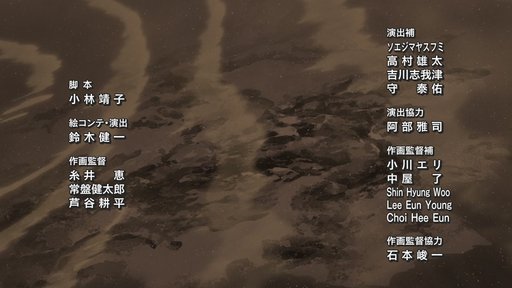 脚 本
小 林 靖 子
絵コンテ・演出
鈴 木 健 一
作画監督
糸 井 恵
常盤健太郎
芦 谷 耕 平
演出補
ソエジマヤスフミ
高 村 雄 太
吉川志我津
守 泰 佑
演出協力
阿 部 雅 司
作画監督補
小 川 エ リ
中 屋 了
Shin Hyung Woo
Lee Eun Young
Choi Hee Eun
作画監督協力
石 本 峻 一